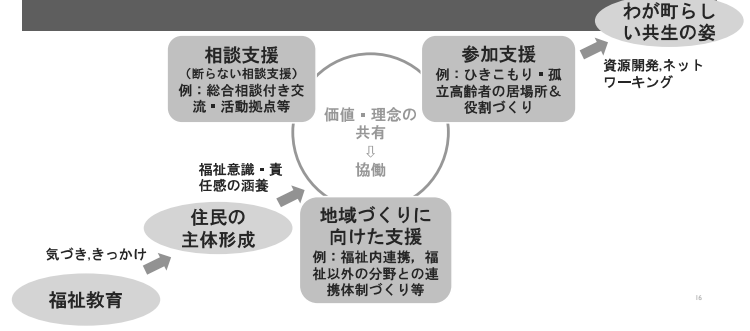 わが町らし
い共生の姿
相談支援
（断らない相談支援）
例：総合相談付き交
流・活動拠点等
参加支援
例：ひきこもり・孤
立高齢者の居場所＆
役割づくり
資源開発,ネット
ワーキング
価値・理念の
共有
⇩
協働
福祉意識・責
任感の涵養
住民の
主体形成
地域づくりに
向けた支援
例：福祉内連携，福
祉以外の分野との連
携体制づくり等
気づき,きっかけ
福祉教育
16